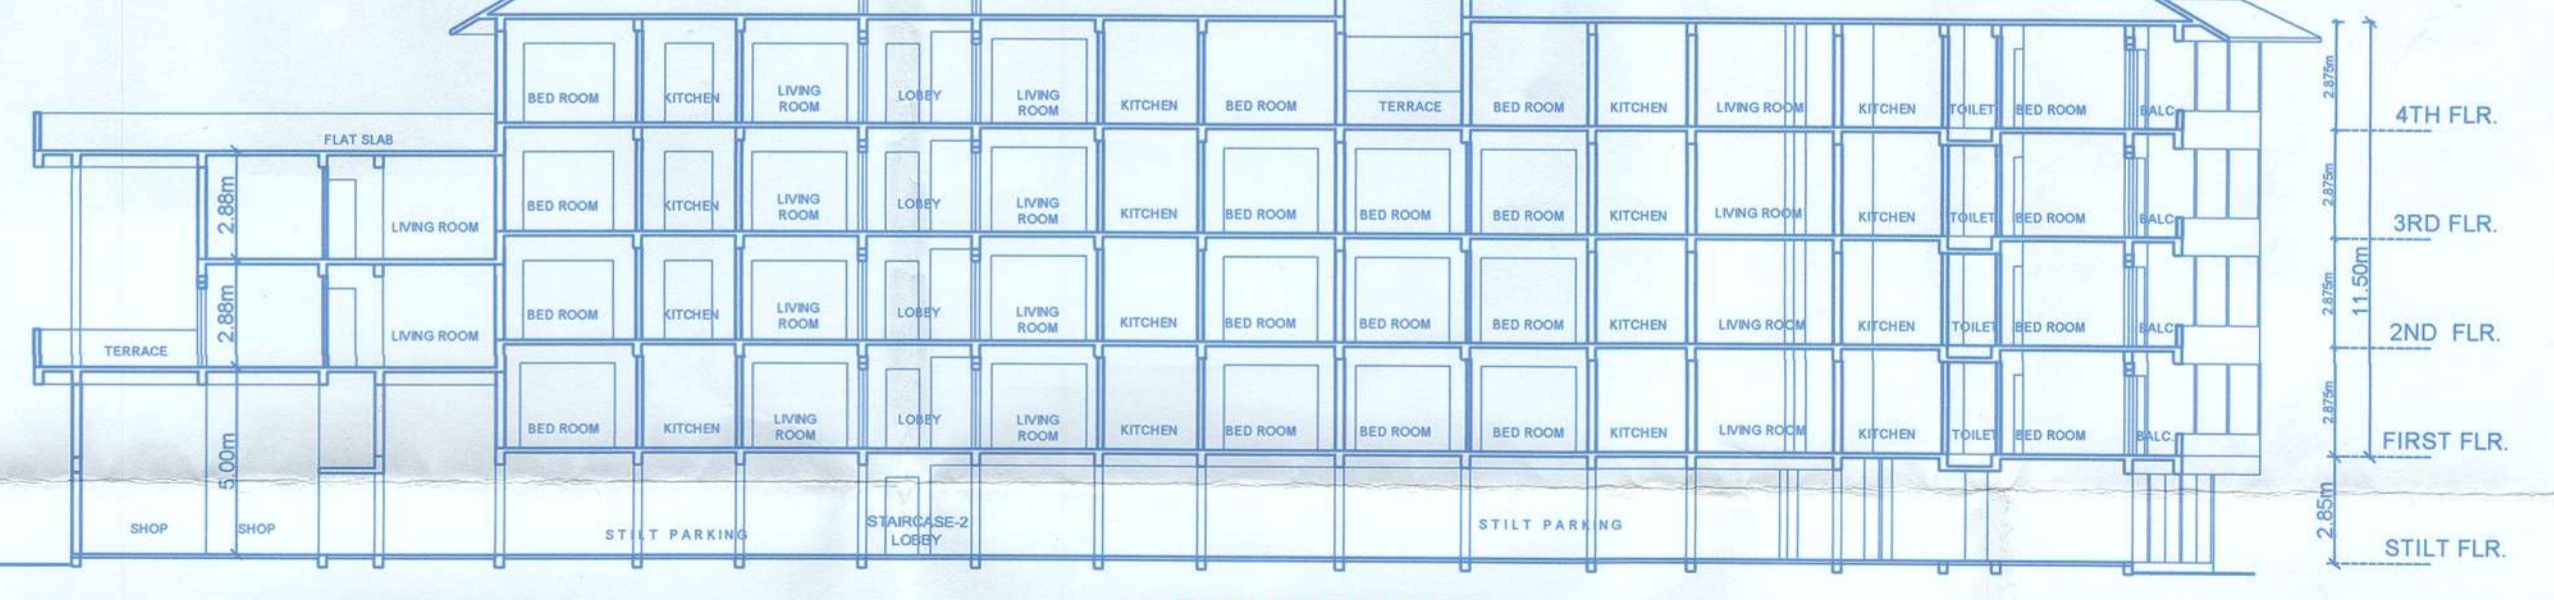 BED ROOM KITCHEN LIVING ROOM LOBBY LIVING ROOM KITCHEN BED ROOM TERRACE BED ROOM KITCHEN LIVING ROOM KITCHEN TOILET BED ROOM BALC. 2.875m 4TH FLR.
FLAT SLAB
2.88m LIVING ROOM BED ROOM KITCHEN LIVING ROOM LOBBY LIVING ROOM KITCHEN BED ROOM BED ROOM BED ROOM KITCHEN LIVING ROOM KITCHEN TOILET BED ROOM BALC. 2.875m 3RD FLR.
11.50m
TERRACE 2.88m LIVING ROOM BED ROOM KITCHEN LIVING ROOM LOBBY LIVING ROOM KITCHEN BED ROOM BED ROOM BED ROOM KITCHEN LIVING ROOM KITCHEN TOILET BED ROOM BALC. 2.875m 2ND FLR.
BED ROOM KITCHEN LIVING ROOM LOBBY LIVING ROOM KITCHEN BED ROOM BED ROOM BED ROOM KITCHEN LIVING ROOM KITCHEN TOILET BED ROOM BALC. 2.875m FIRST FLR.
5.00m
SHOP SHOP STILT PARKING STAIRCASE-2 LOBBY STILT PARKING 2.85m STILT FLR.